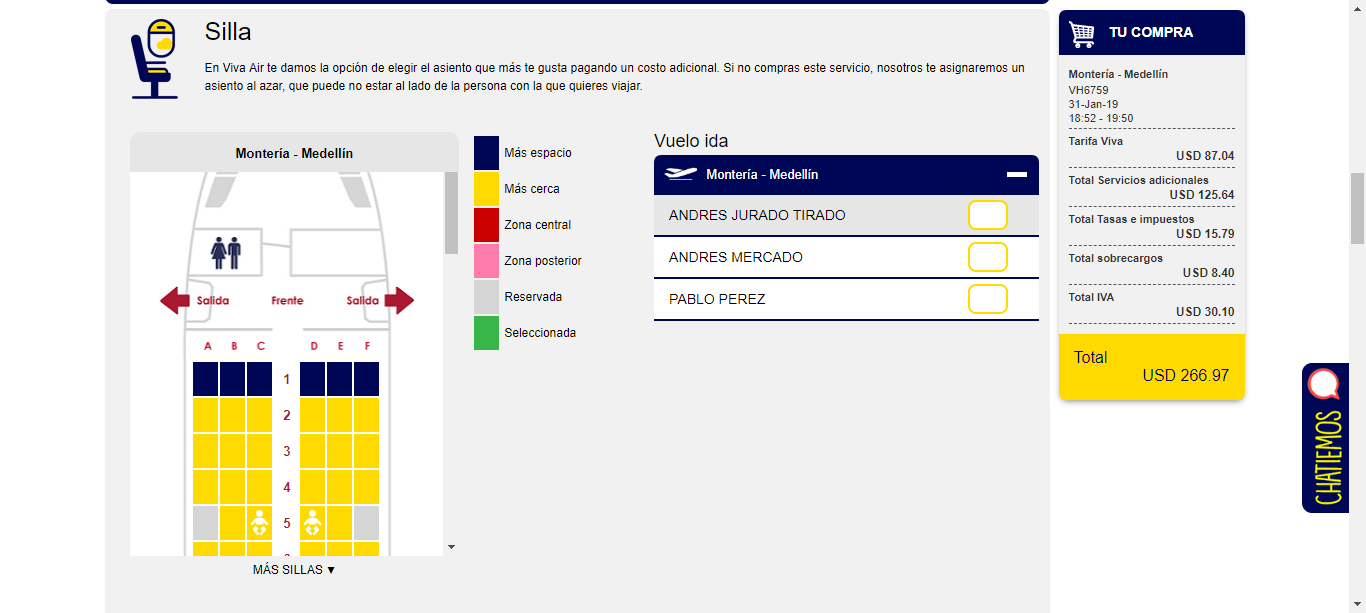 Silla
En Viva Air te damos la opción de elegir el asiento que más te gusta pagando un costo adicional. Si no compras este servicio, nosotros te asignaremos un
asiento al azar, que puede no estar al lado de la persona con la que quieres viajar.
Montería - Medellín
Salida Frente Salida
A B C D E F
1
2
3
4
5
MÁS SILLAS ▼
Más espacio
Más cerca
Zona central
Zona posterior
Reservada
Seleccionada
Vuelo ida
Montería - Medellín
ANDRES JURADO TIRADO
ANDRES MERCADO
PABLO PEREZ
TU COMPRA
Montería - Medellín
VH6759
31-Jan-19
18:52 - 19:50
Tarifa Viva
USD 87.04
Total Servicios adicionales
USD 125.64
Total Tasas e impuestos
USD 15.79
Total sobrecargos
USD 8.40
Total IVA
USD 30.10
Total
USD 266.97
CHATIEMOS